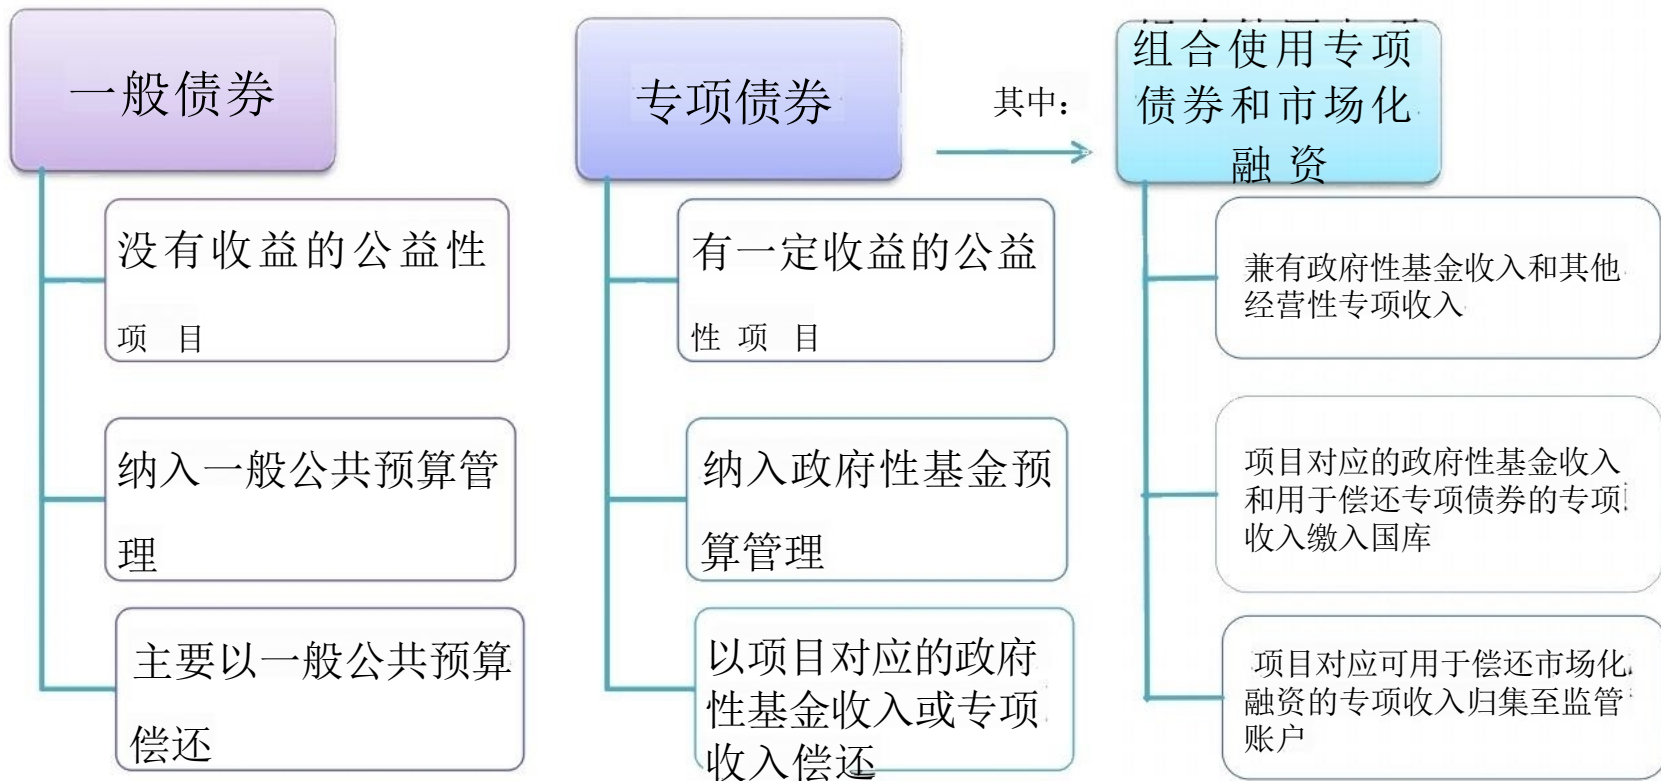 一般债券
没有收益的公益性
项 目
纳入一般公共预算管
理
主要以一般公共预算
偿还
专项债券
有一定收益的公益
性 项 目
纳入政府性基金预
算管理
以项目对应的政府
性基金收入或专项
收入偿还
其中：
组合使用专项
债券和市场化
融 资
兼有政府性基金收入和其他
经营性专项收入
项目对应的政府性基金收入
和用于偿还专项债券的专项
收入缴入国库
项目对应可用于偿还市场化
融资的专项收入归集至监管
账户